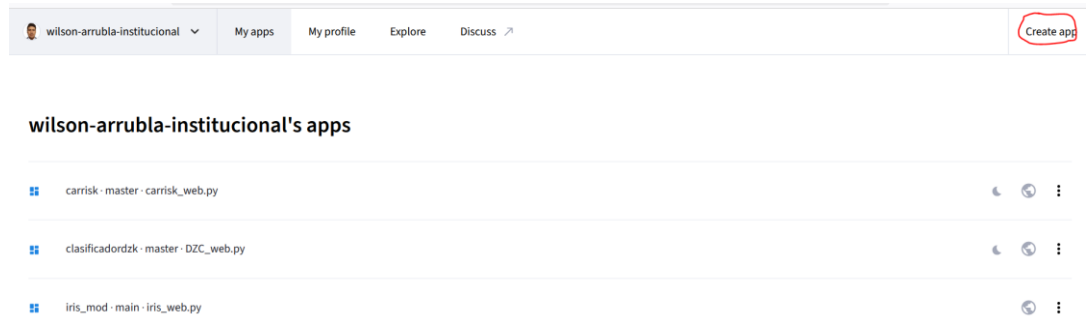 wilson-arrubla-institucional My apps My profile Explore Discuss ↗ Create app
wilson-arrubla-institucional's apps
carrisk · master · carrisk_web.py
clasificadordzk · master · DZC_web.py
iris_mod · main · iris_web.py